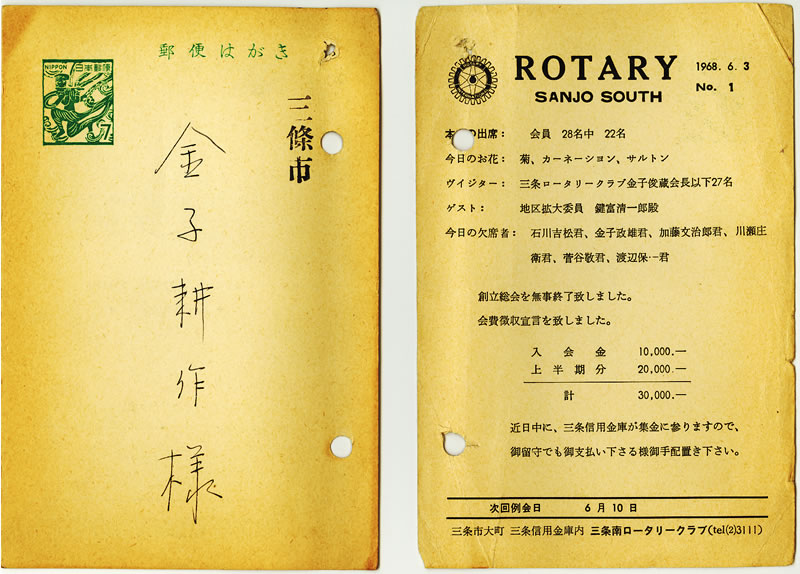 郵便はがき
NIPPON 日本郵便
7
三條市
金子耕作様
ROTARY
SANJO SOUTH
1968. 6. 3
No. 1
本 の出席： 会員 28名中 22名
今日のお花： 菊、カーネーション、サルトン
ヴイジター： 三条ロータリークラブ金子俊蔵会長以下27名
ゲスト： 地区拡大委員 鍵富清一郎殿
今日の欠席者： 石川吉松君、金子政雄君、加藤文治郎君、川瀬庄
衛君、菅谷敬君、渡辺保一君
創立総会を無事終了致しました。
会費徴収宣言を致しました。
入会金 10,000.—
上半期分 20,000.—
計 30,000.—
近日中に、三条信用金庫が集金に参りますので、
御留守でも御支払い下さる様御手配置き下さい。
次回例会日 6月10日
三条市大町 三条信用金庫内 三条南ロータリークラブ(tel(2)3111)